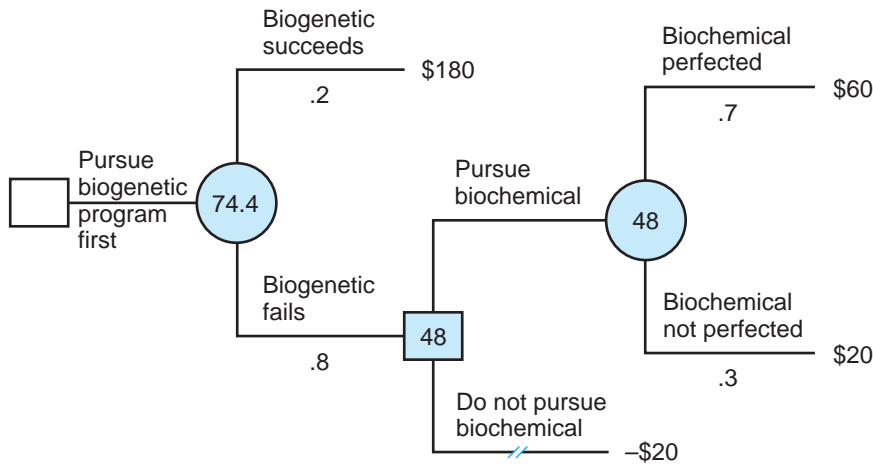 Biogenetic
succeeds
.2
$180
Pursue
biogenetic
program
first
74.4
Biogenetic
fails
.8
48
Pursue
biochemical
48
Biochemical
perfected
.7
$60
Biochemical
not perfected
.3
$20
Do not pursue
biochemical
–$20